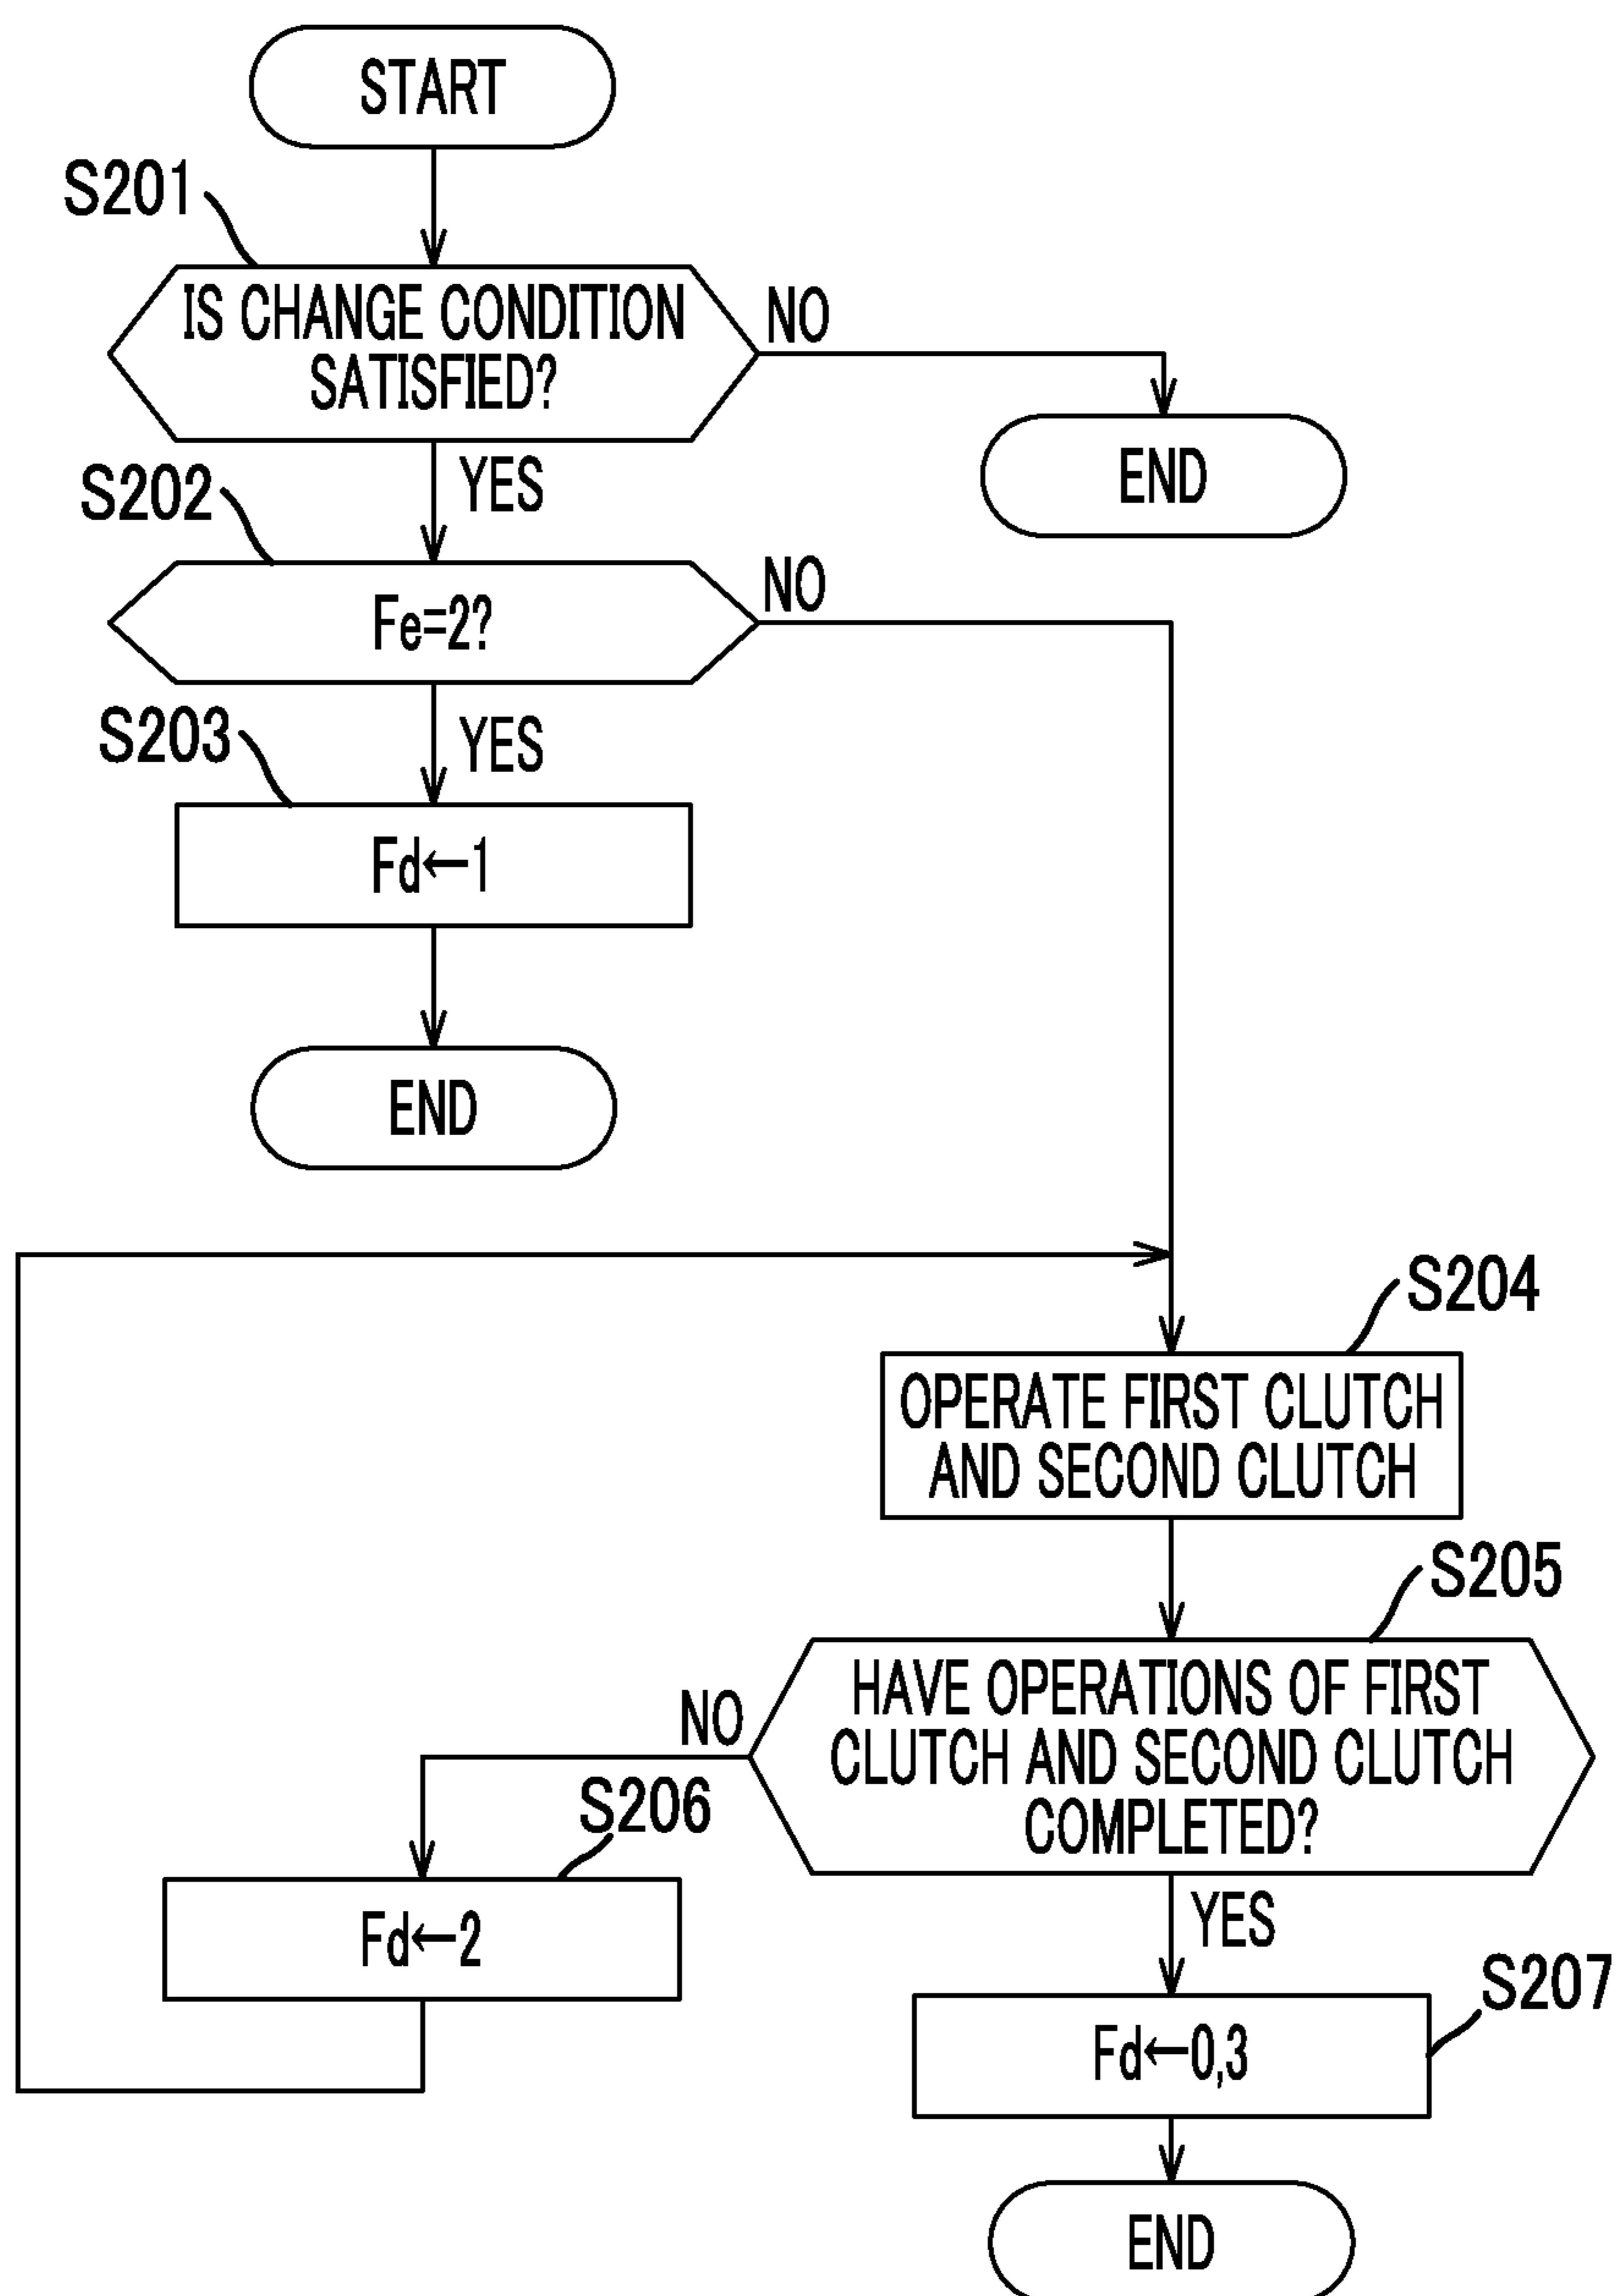 START
S201
IS CHANGE CONDITION
SATISFIED?
NO
END
YES
S202
Fe=2?
NO
YES
S203
Fd←1
END
S204
OPERATE FIRST CLUTCH
AND SECOND CLUTCH
S205
HAVE OPERATIONS OF FIRST
CLUTCH AND SECOND CLUTCH
COMPLETED?
NO
S206
Fd←2
YES
S207
Fd←0,3
END